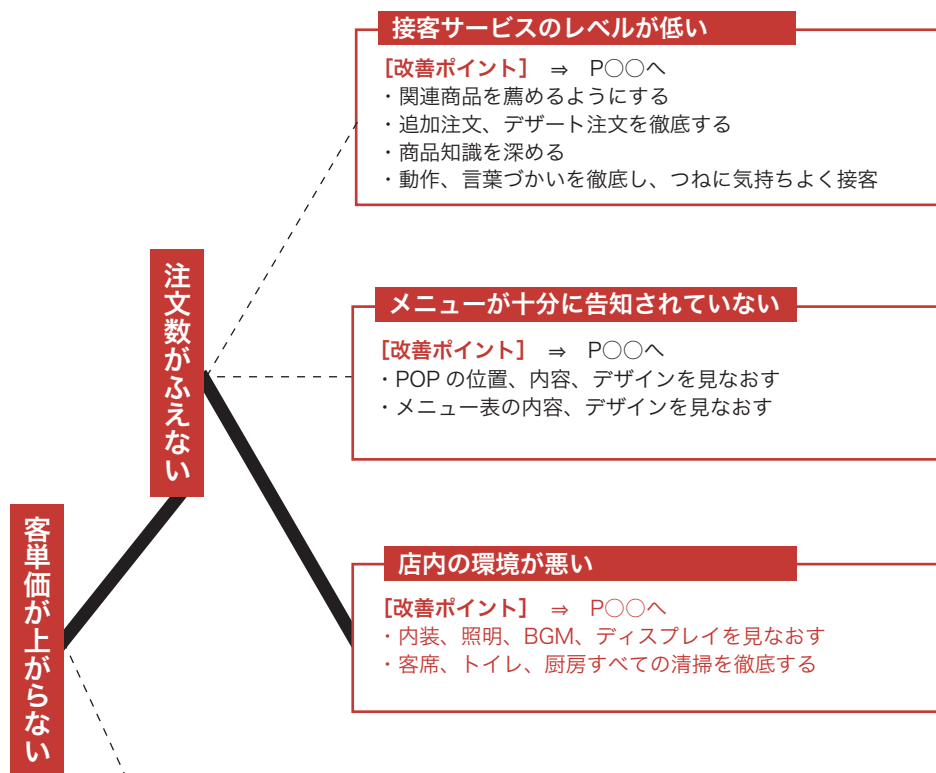 接客サービスのレベルが低い
［改善ポイント］ ⇒ P○○へ
・関連商品を薦めるようにする
・追加注文、デザート注文を徹底する
・商品知識を深める
・動作、言葉づかいを徹底し、つねに気持ちよく接客
注文数がふえない
メニューが十分に告知されていない
［改善ポイント］ ⇒ P○○へ
・POPの位置、内容、デザインを見なおす
・メニュー表の内容、デザインを見なおす
客単価が上がらない
店内の環境が悪い
［改善ポイント］ ⇒ P○○へ
・内装、照明、BGM、ディスプレイを見なおす
・客席、トイレ、厨房すべての清掃を徹底する